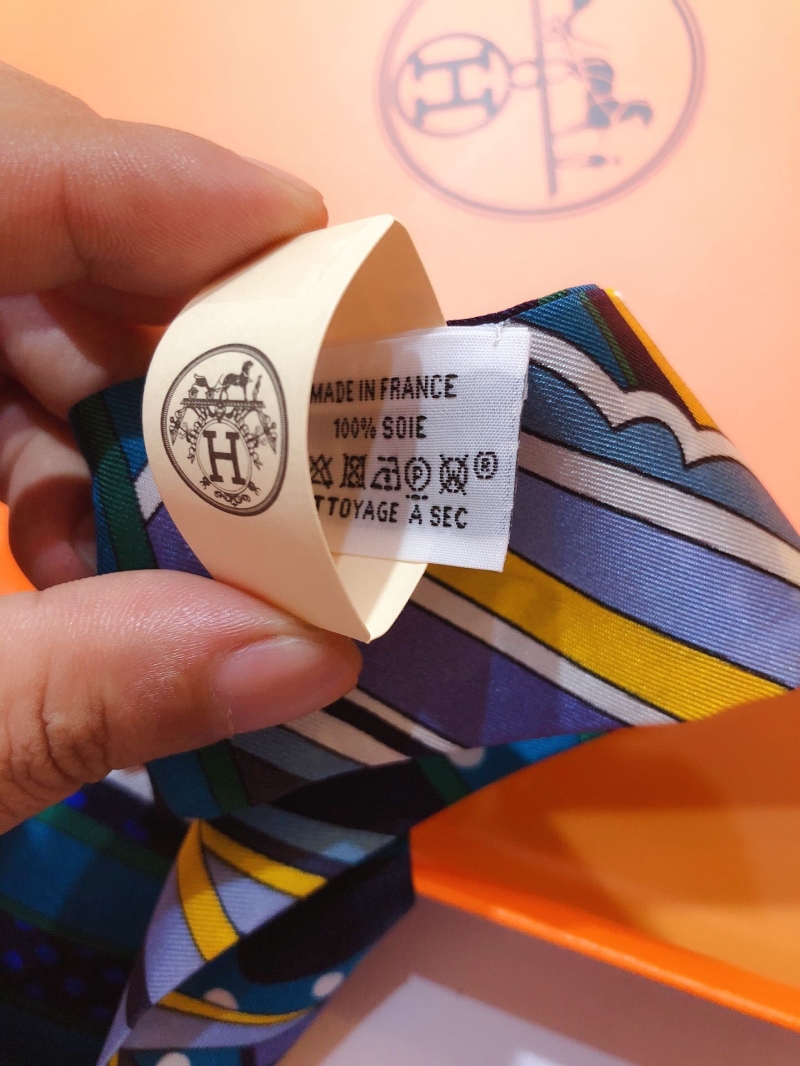 H
H
MADE IN FRANCE
100% SOIE
®
TTOYAGE À SEC